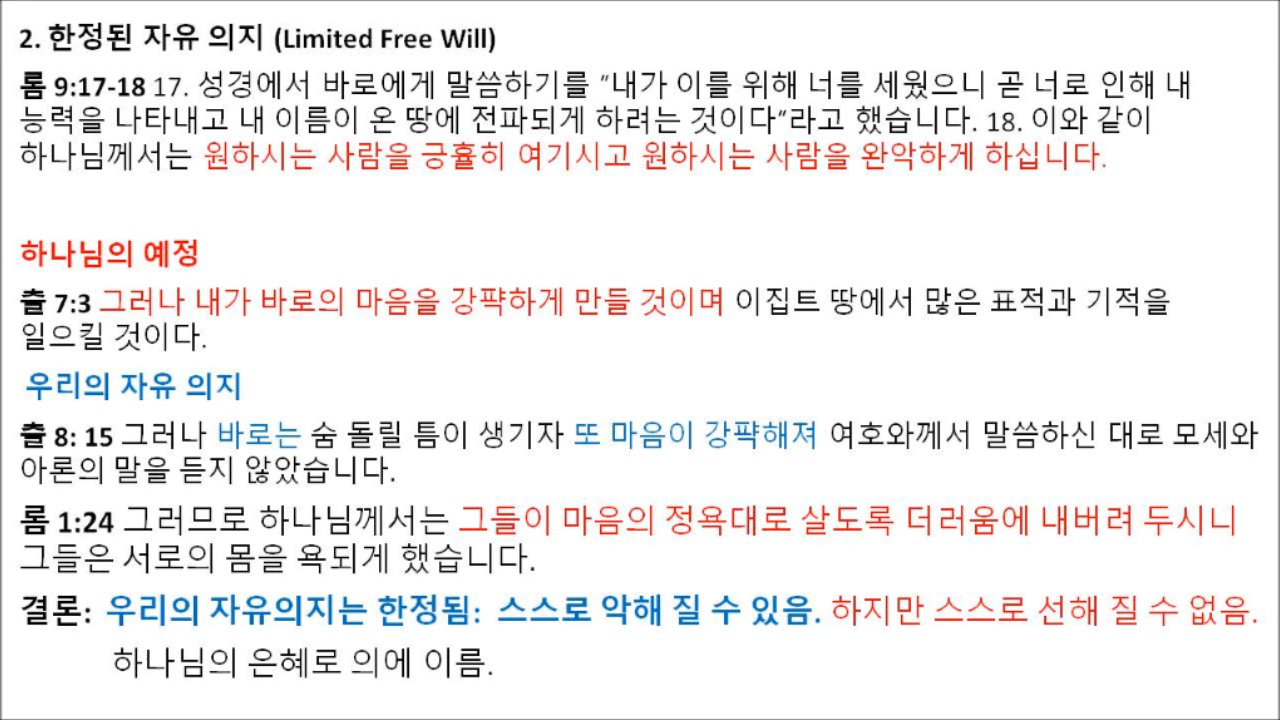 2. 한정된 자유 의지 (Limited Free Will)
롬 9:17-18 17. 성경에서 바로에게 말씀하기를 "내가 이를 위해 너를 세웠으니 곧 너로 인해 내
능력을 나타내고 내 이름이 온 땅에 전파되게 하려는 것이다"라고 했습니다. 18. 이와 같이
하나님께서는 원하시는 사람을 긍휼히 여기시고 원하시는 사람을 완악하게 하십니다.
하나님의 예정
출 7:3 그러나 내가 바로의 마음을 강퍅하게 만들 것이며 이집트 땅에서 많은 표적과 기적을
일으킬 것이다.
우리의 자유 의지
출 8: 15 그러나 바로는 숨 돌릴 틈이 생기자 또 마음이 강퍅해져 여호와께서 말씀하신 대로 모세와
아론의 말을 듣지 않았습니다.
롬 1:24 그러므로 하나님께서는 그들이 마음의 정욕대로 살도록 더러움에 내버려 두시니
그들은 서로의 몸을 욕되게 했습니다.
결론: 우리의 자유의지는 한정됨: 스스로 악해 질 수 있음. 하지만 스스로 선해 질 수 없음.
하나님의 은혜로 의에 이름.